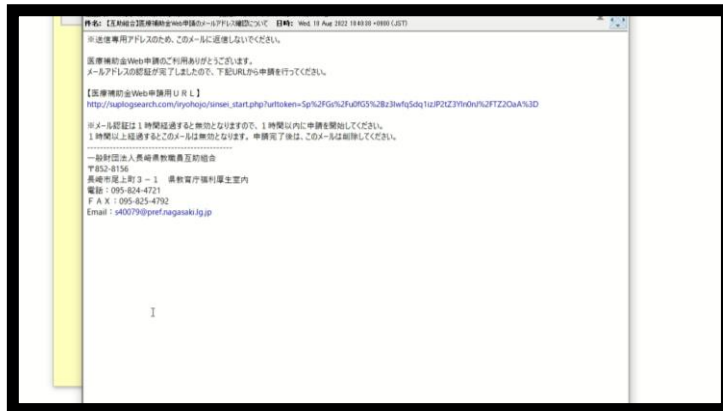 件名: 【互助組合】医療補助金Web申請のメールアドレス確認について 日時: Wed, 10 Aug 2022 10:40:30 +0900 (JST)
※送信専用アドレスのため、このメールに返信しないでください。
医療補助金Web申請のご利用ありがとうございます。
メールアドレスの認証が完了しましたので、下記URLから申請を行ってください。
【医療補助金Web申請用ＵＲＬ】
http://suplogsearch.com/iryohojo/sinsei_start.php?urltoken=Sp%2FGs%2Fu0fG5%2Bz3Iwfq5dq1izJP2tZ3YIn0nJ%2FTZ2OaA%3D
※メール認証は１時間経過すると無効となりますので、１時間以内に申請を開始してください。
１時間以上経過するとこのメールは無効となります。申請完了後は、このメールは削除してください。
--------------------------------------------
一般財団法人長崎県教職員互助組合
〒852-8156
長崎市尾上町３－１　県教育庁福利厚生室内
電話：095-824-4721
ＦＡＸ：095-825-4792
Email：s40079@pref.nagasaki.lg.jp